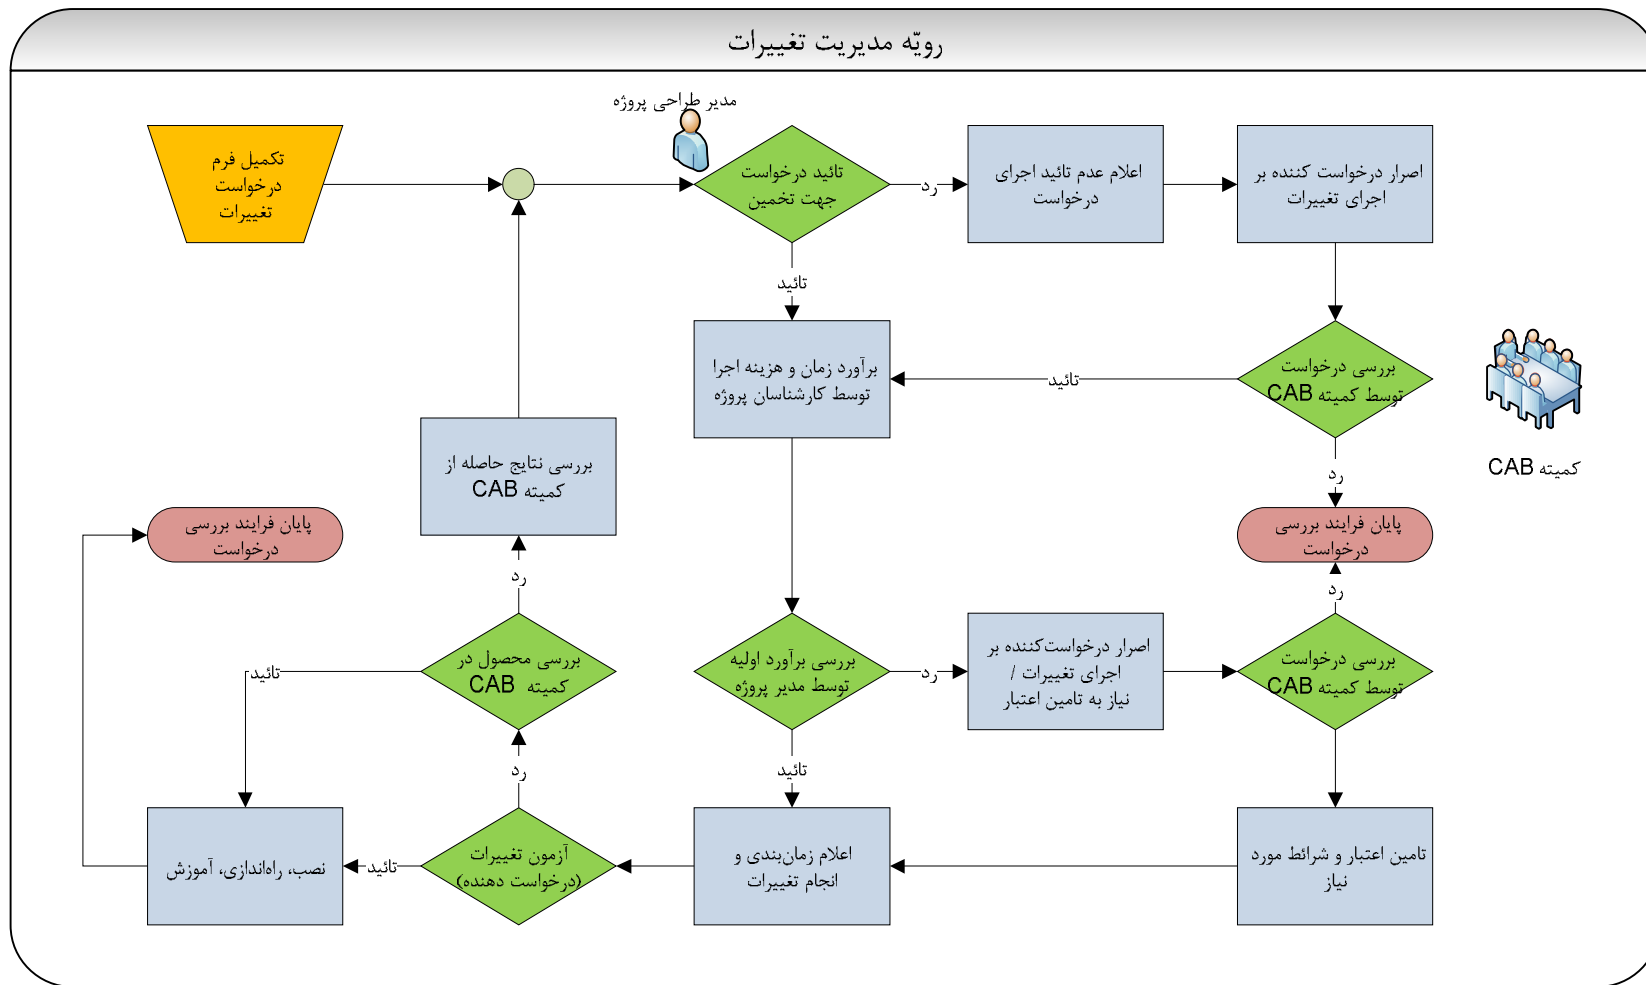 رویّه مدیریت تغییرات
مدیر طراحی پروژه
تکمیل فرم
درخواست
تغییرات
تائید درخواست
جهت تخمین
رد
اعلام عدم تائید اجرای
درخواست
اصرار درخواست کننده بر
اجرای تغییرات
تائید
برآورد زمان و هزینه اجرا
توسط کارشناسان پروژه
تائید
بررسی درخواست
توسط کمیته CAB
کمیته CAB
رد
بررسی نتایج حاصله از
کمیته CAB
پایان فرایند بررسی
درخواست
پایان فرایند بررسی
درخواست
رد
رد
بررسی محصول در
کمیته CAB
تائید
بررسی برآورد اولیه
توسط مدیر پروژه
رد
اصرار درخواست‌کننده بر
اجرای تغییرات /
نیاز به تامین اعتبار
بررسی درخواست
توسط کمیته CAB
رد
تائید
نصب، راه‌اندازی، آموزش
تائید
آزمون تغییرات
(درخواست دهنده)
اعلام زمان‌بندی و
انجام تغییرات
تامین اعتبار و شرائط مورد
نیاز